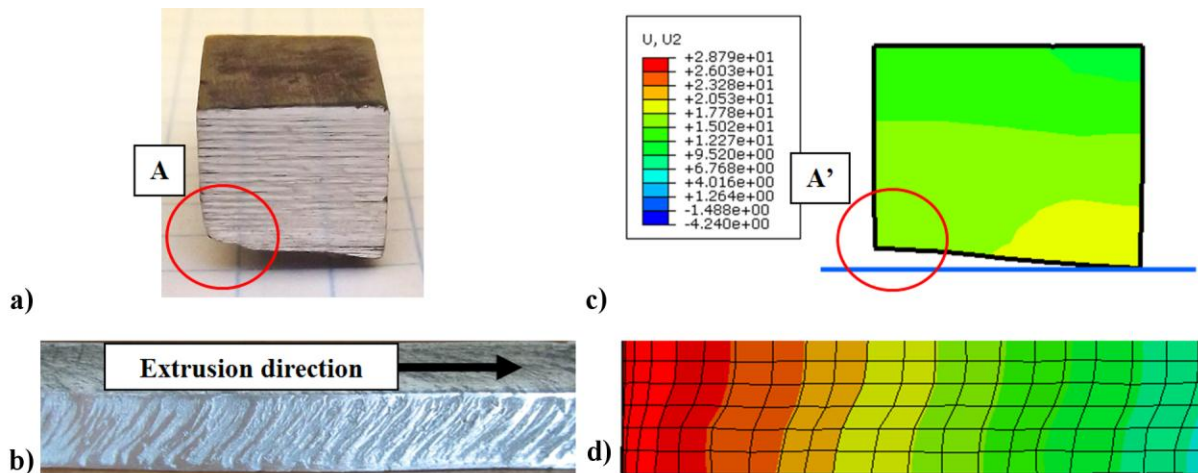 A
a)
U, U2
+2.879e+01
+2.603e+01
+2.328e+01
+2.053e+01
+1.778e+01
+1.502e+01
+1.227e+01
+9.520e+00
+6.768e+00
+4.016e+00
+1.264e+00
-1.488e+00
-4.240e+00
A’
c)
Extrusion direction
b)
d)